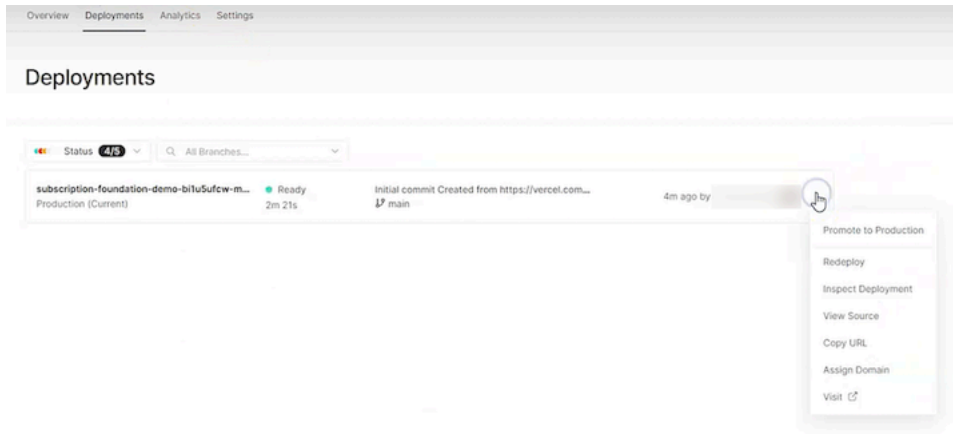 Overview Deployments Analytics Settings
Deployments
Status 4/5 All Branches...
subscription-foundation-demo-bi1u5ufcw-m... Ready Initial commit Created from https://vercel.com... 4m ago by
Production (Current) 2m 21s main
Promote to Production
Redeploy
Inspect Deployment
View Source
Copy URL
Assign Domain
Visit